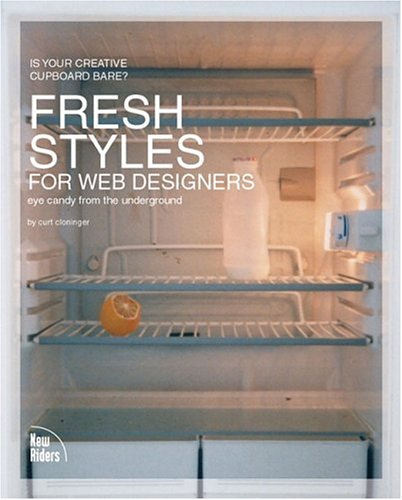 IS YOUR CREATIVE
CUPBOARD BARE?
FRESH
STYLES
FOR WEB DESIGNERS
eye candy from the underground
by curt cloninger
New
Riders